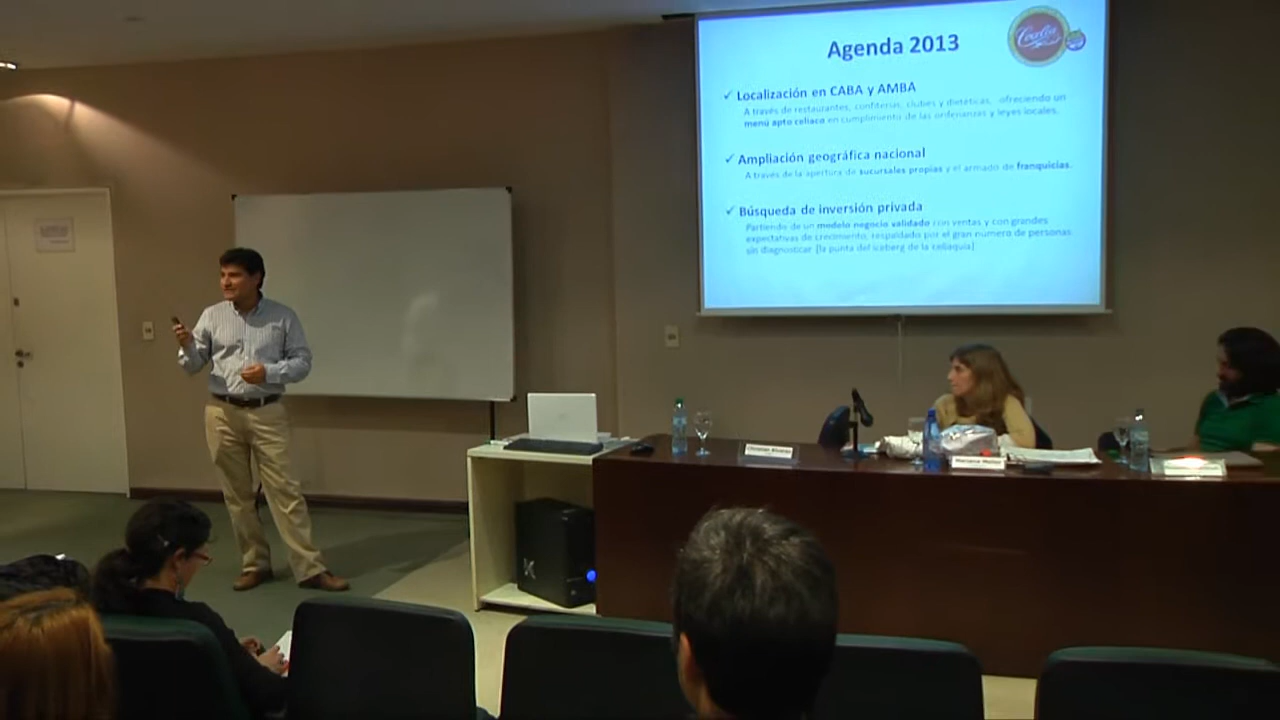 Agenda 2013
✓ Localización en CABA y AMBA
A través de restaurantes, confiterías, clubes y dietéticas, ofreciendo un
menú apto celíaco en cumplimiento de las ordenanzas y leyes locales.
✓ Ampliación geográfica nacional
A través de la apertura de sucursales propias y el armado de franquicias.
✓ Búsqueda de inversión privada
Partiendo de un modelo negocio validado con ventas y con grandes
expectativas de crecimiento, respaldado por el gran numero de personas
sin diagnosticar [la punta del iceberg de la celiaquía]